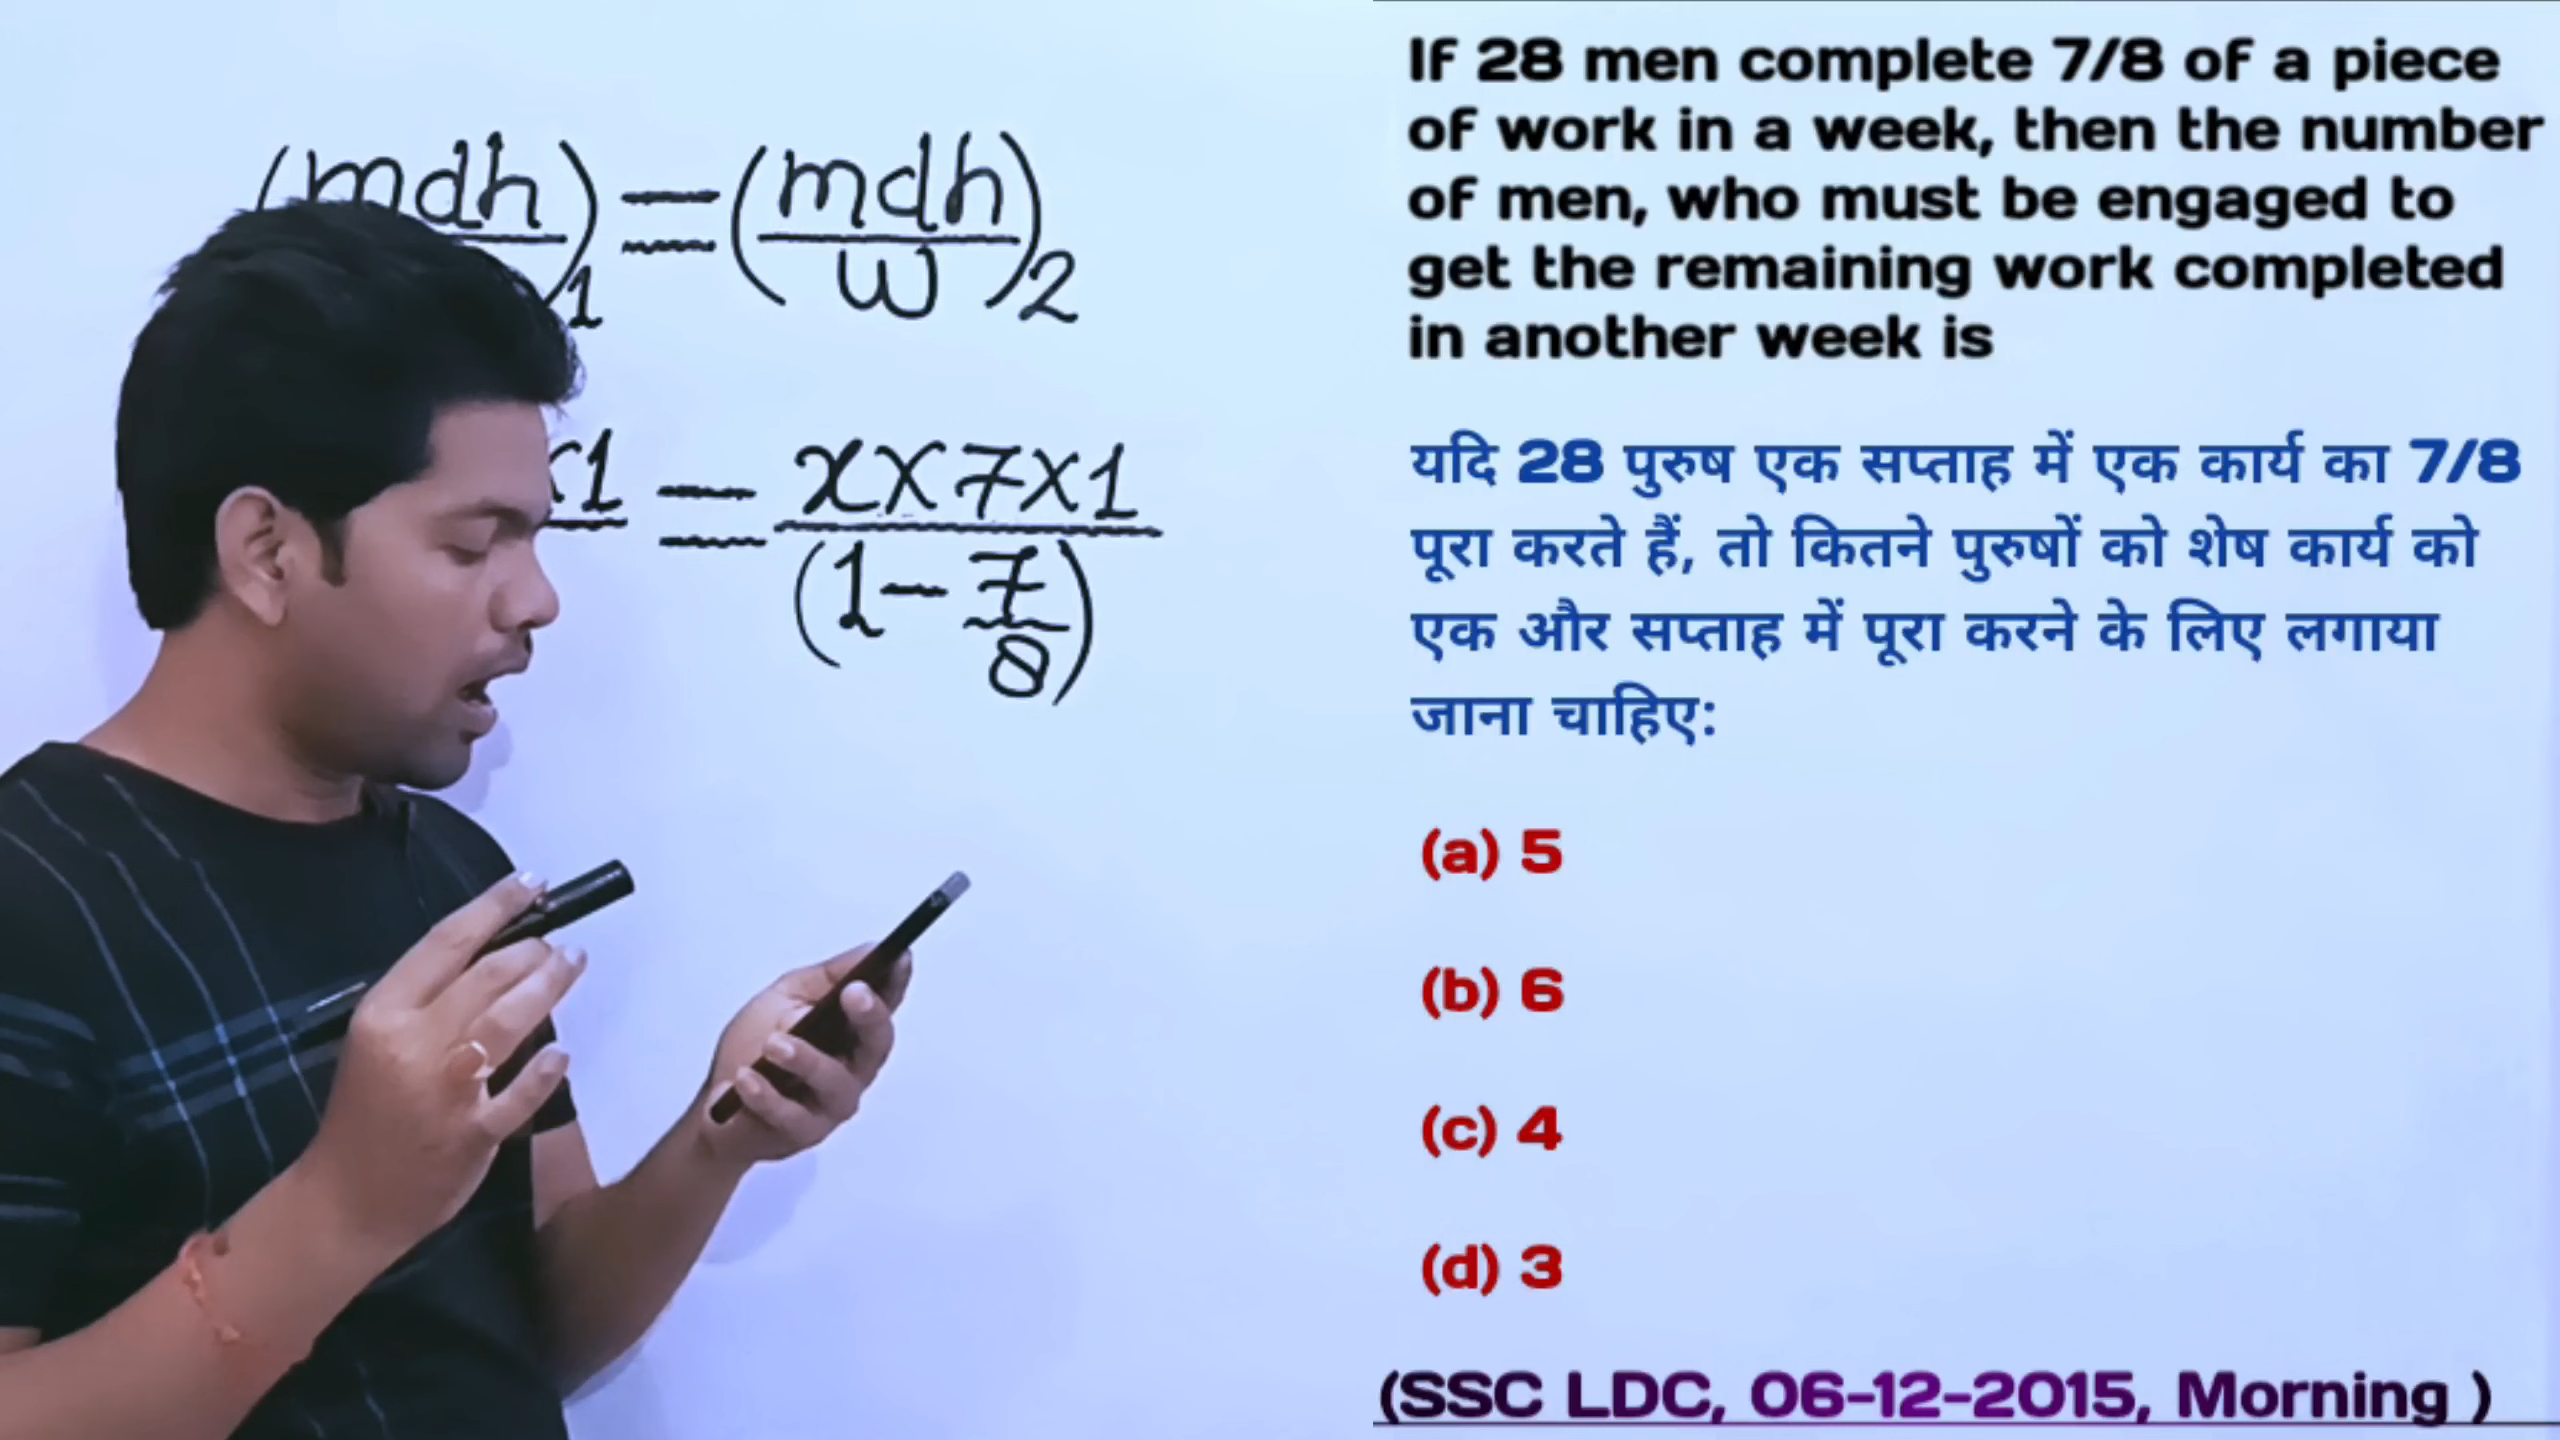 (mdh)1 = (mdh/W)2
×1 = x×7×1/(1-7/8)
If 28 men complete 7/8 of a piece
of work in a week, then the number
of men, who must be engaged to
get the remaining work completed
in another week is
यदि 28 पुरुष एक सप्ताह में एक कार्य का 7/8
पूरा करते हैं, तो कितने पुरुषों को शेष कार्य को
एक और सप्ताह में पूरा करने के लिए लगाया
जाना चाहिए:
(a) 5
(b) 6
(c) 4
(d) 3
(SSC LDC, 06-12-2015, Morning )